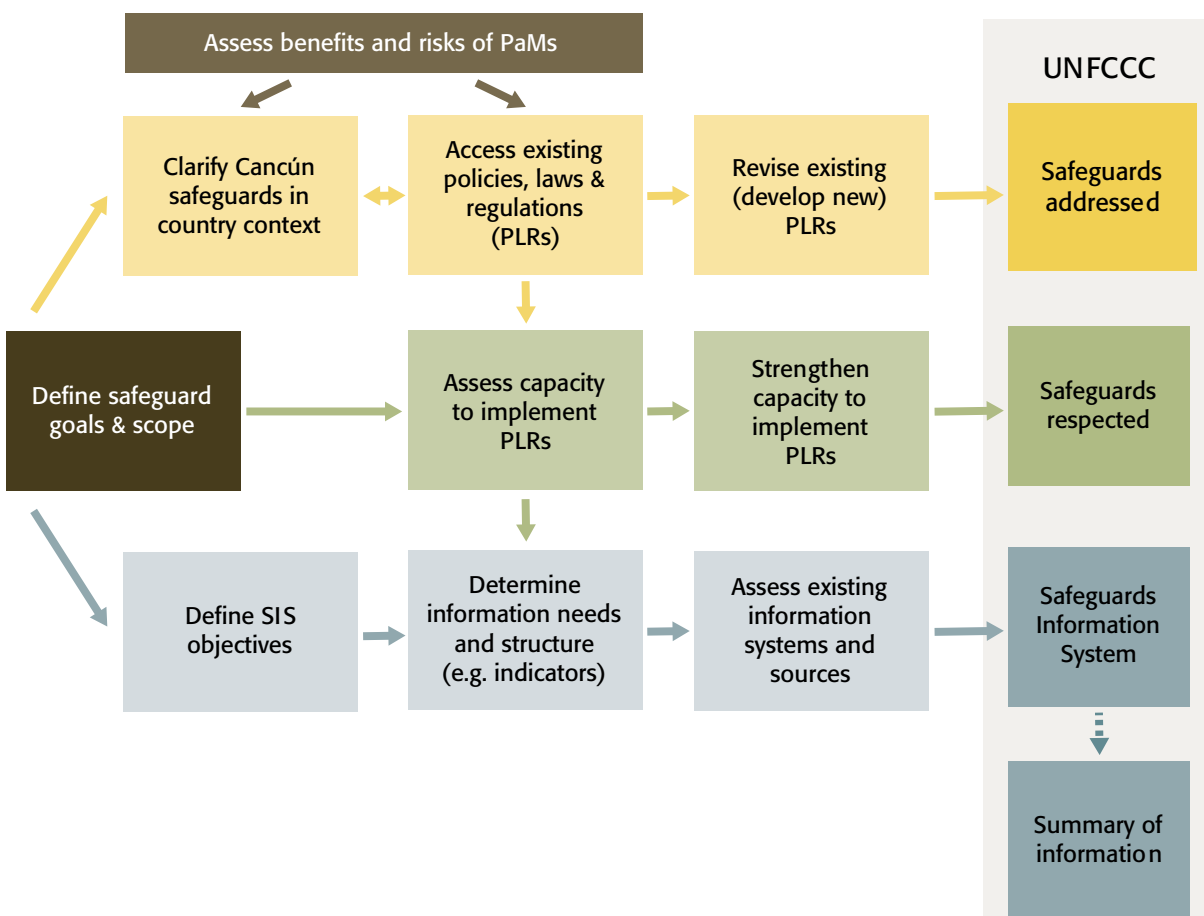 Assess benefits and risks of PaMs
UNFCCC
Clarify Cancún
safeguards in
country context
Access existing
policies, laws &
regulations
(PLRs)
Revise existing
(develop new)
PLRs
Safeguards
addressed
Define safeguard
goals & scope
Assess capacity
to implement
PLRs
Strengthen
capacity to
implement
PLRs
Safeguards
respected
Define SIS
objectives
Determine
information needs
and structure
(e.g. indicators)
Assess existing
information
systems and
sources
Safeguards
Information
System
Summary of
information